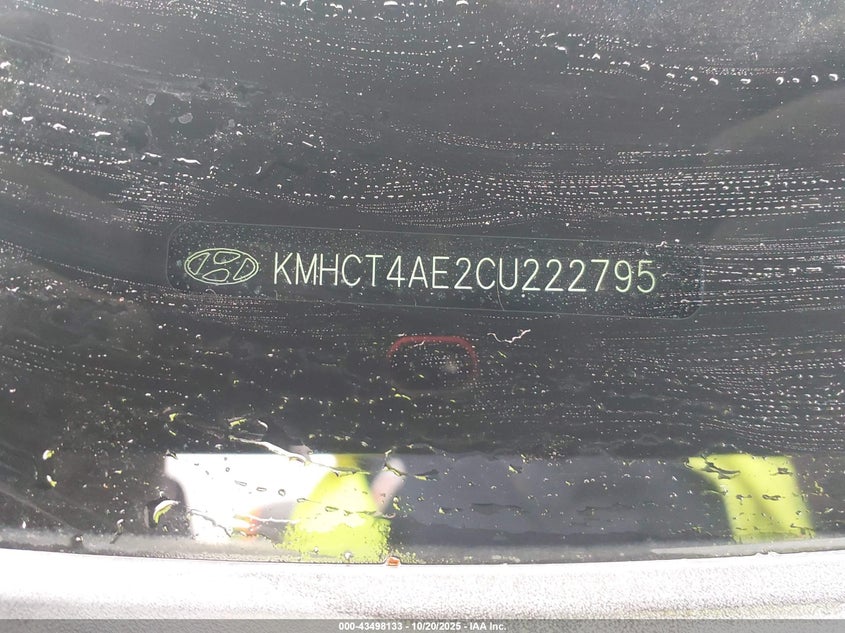 KMHCT4AE2CU222795
000-43498133 - 10/20/2025 - IAA Inc.